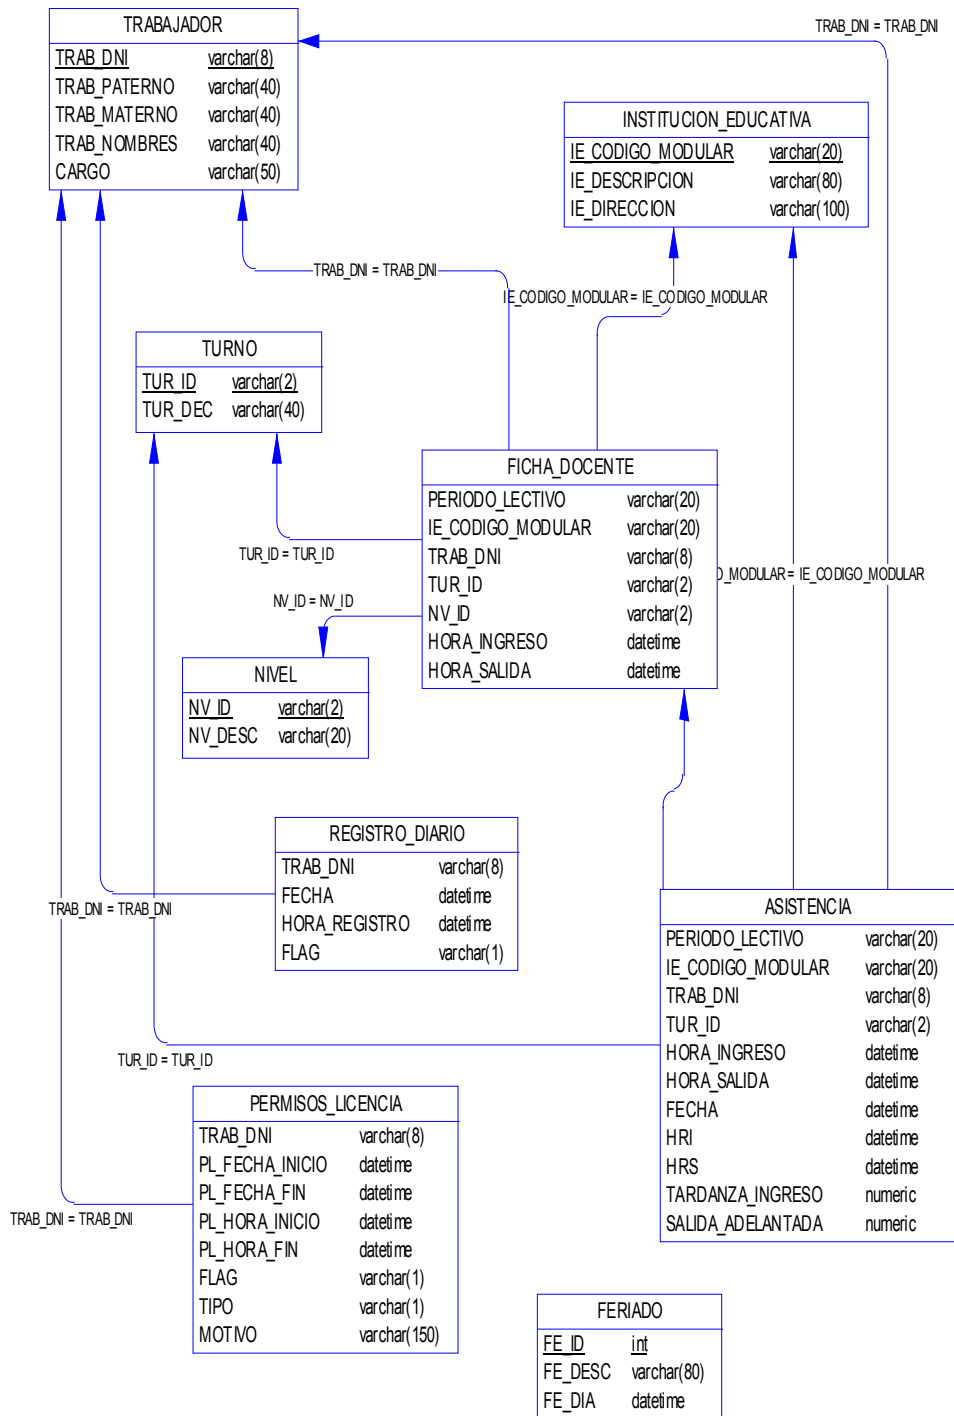 TRABAJADOR
TRAB_DNI varchar(8)
TRAB_PATERNO varchar(40)
TRAB_MATERNO varchar(40)
TRAB_NOMBRES varchar(40)
CARGO varchar(50)
TRAB_DNI = TRAB_DNI
INSTITUCION_EDUCATIVA
IE_CODIGO_MODULAR varchar(20)
IE_DESCRIPCION varchar(80)
IE_DIRECCION varchar(100)
TRAB_DNI = TRAB_DNI
IE_CODIGO_MODULAR = IE_CODIGO_MODULAR
TURNO
TUR_ID varchar(2)
TUR_DEC varchar(40)
FICHA_DOCENTE
PERIODO_LECTIVO varchar(20)
IE_CODIGO_MODULAR varchar(20)
TRAB_DNI varchar(8)
TUR_ID varchar(2)
NV_ID varchar(2)
HORA_INGRESO datetime
HORA_SALIDA datetime
TUR_ID = TUR_ID
O_MODULAR = IE_CODIGO_MODULAR
NV_ID = NV_ID
NIVEL
NV_ID varchar(2)
NV_DESC varchar(20)
REGISTRO_DIARIO
TRAB_DNI varchar(8)
FECHA datetime
HORA_REGISTRO datetime
FLAG varchar(1)
TRAB_DNI = TRAB_DNI
ASISTENCIA
PERIODO_LECTIVO varchar(20)
IE_CODIGO_MODULAR varchar(20)
TRAB_DNI varchar(8)
TUR_ID varchar(2)
HORA_INGRESO datetime
HORA_SALIDA datetime
FECHA datetime
HRI datetime
HRS datetime
TARDANZA_INGRESO numeric
SALIDA_ADELANTADA numeric
TUR_ID = TUR_ID
PERMISOS_LICENCIA
TRAB_DNI varchar(8)
PL_FECHA_INICIO datetime
PL_FECHA_FIN datetime
PL_HORA_INICIO datetime
PL_HORA_FIN datetime
FLAG varchar(1)
TIPO varchar(1)
MOTIVO varchar(150)
TRAB_DNI = TRAB_DNI
FERIADO
FE_ID int
FE_DESC varchar(80)
FE_DIA datetime